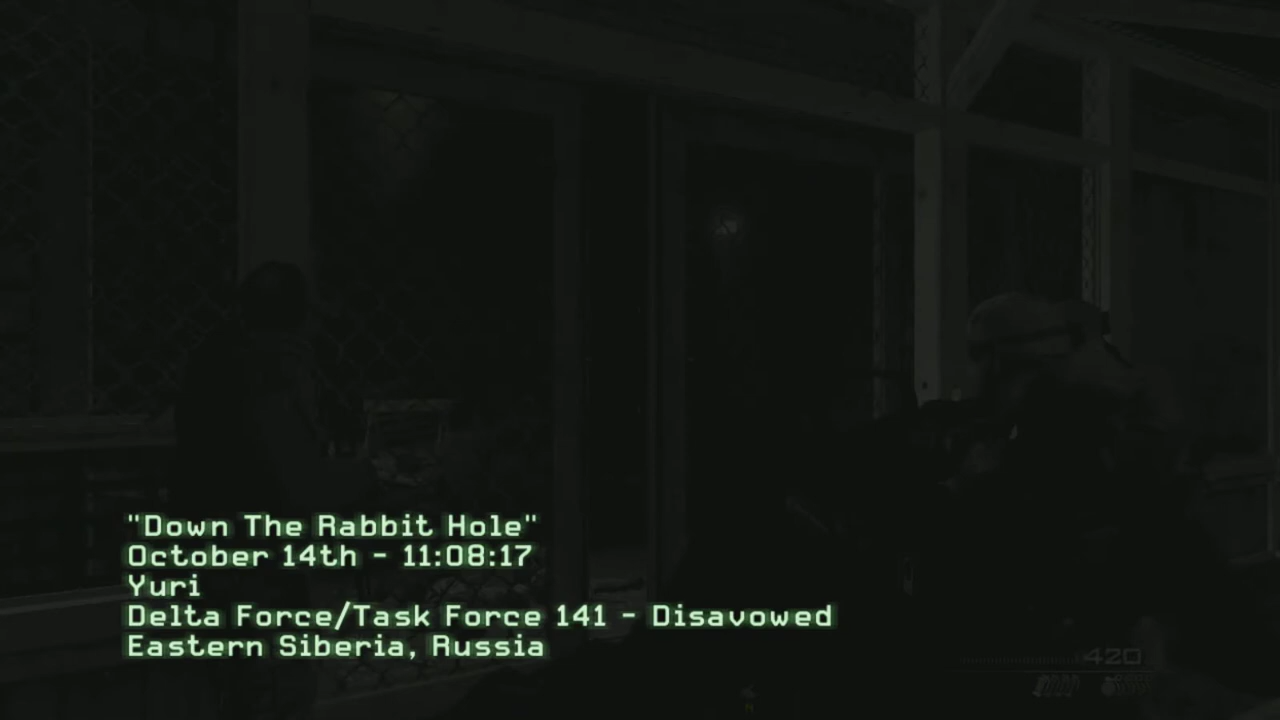 "Down The Rabbit Hole"
October 14th - 11:08:17
Yuri
Delta Force/Task Force 141 - Disavowed
Eastern Siberia, Russia
420
N